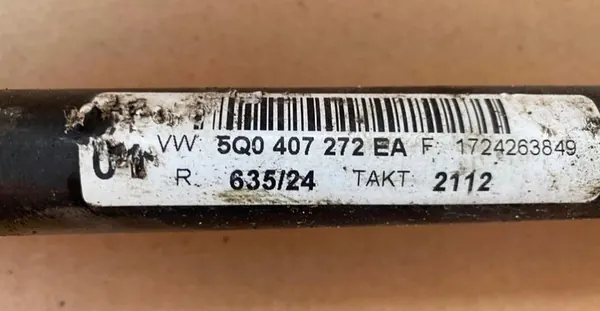 VW 5Q0 407 272 EA F 1724263849
R 635/24 TAKT 2112